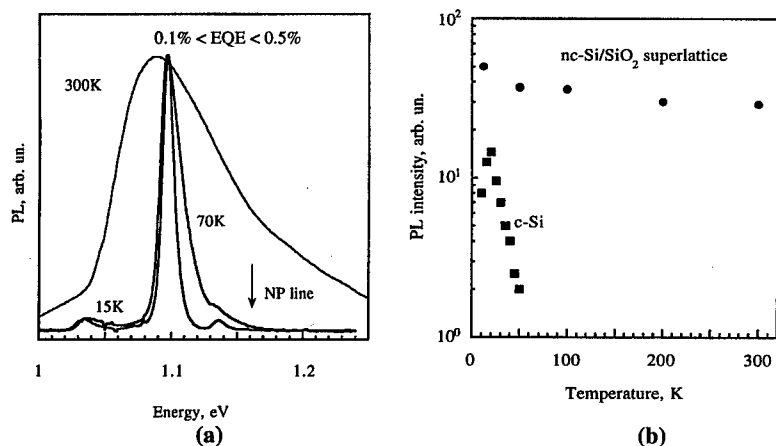 0.1% < EQE < 0.5%
300K
70K
15K
NP line
PL, arb. un.
1
1.1
1.2
Energy, eV
(a)
10²
10¹
10⁰
nc-Si/SiO₂ superlattice
c-Si
PL intensity, arb. un.
0
100
200
300
Temperature, K
(b)